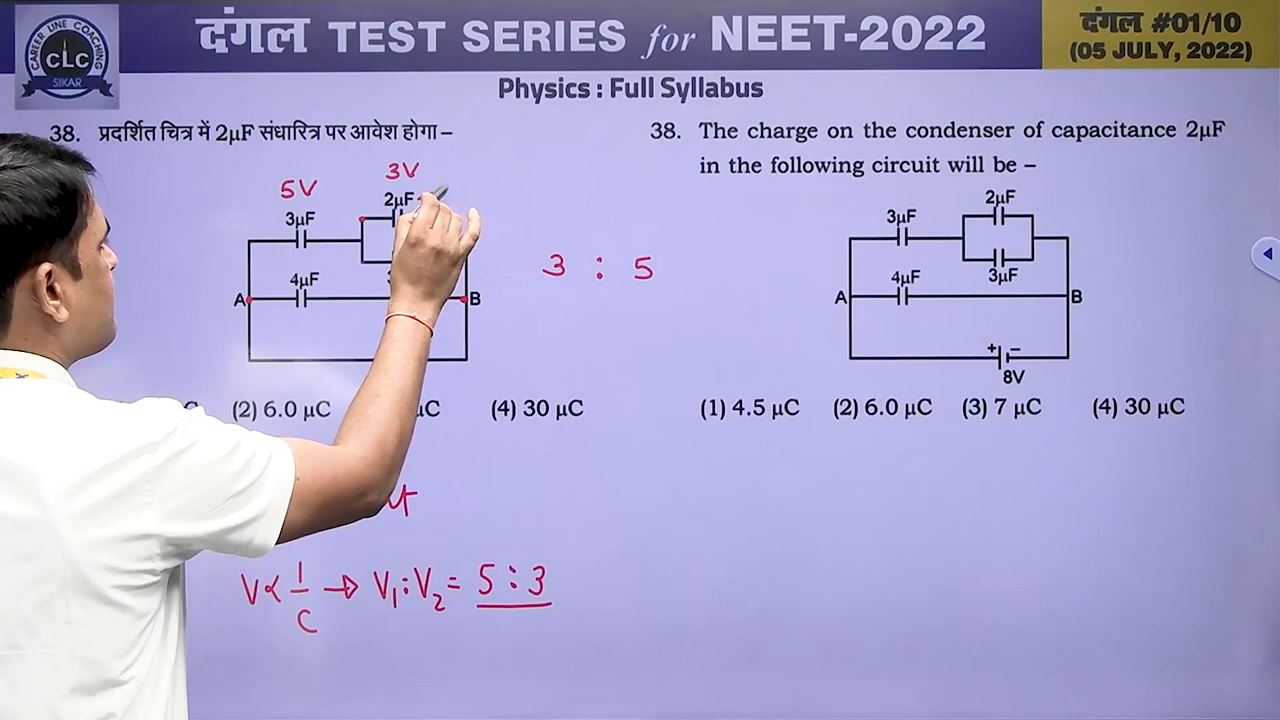 CAREER LINE COACHING
CLC
SIKAR
दंगल TEST SERIES for NEET-2022
दंगल #01/10
(05 JULY, 2022)
Physics : Full Syllabus
38. प्रदर्शित चित्र में 2μF संधारित्र पर आवेश होगा –
3V
5V
2μF
3μF
4μF
3
A
B
(2) 6.0 μC
μC
(4) 30 μC
3 : 5
V∝ 1/C → V₁:V₂ = 5:3
38. The charge on the condenser of capacitance 2μF
in the following circuit will be –
2μF
3μF
3μF
4μF
A
B
+ –
8V
(1) 4.5 μC (2) 6.0 μC (3) 7 μC (4) 30 μC